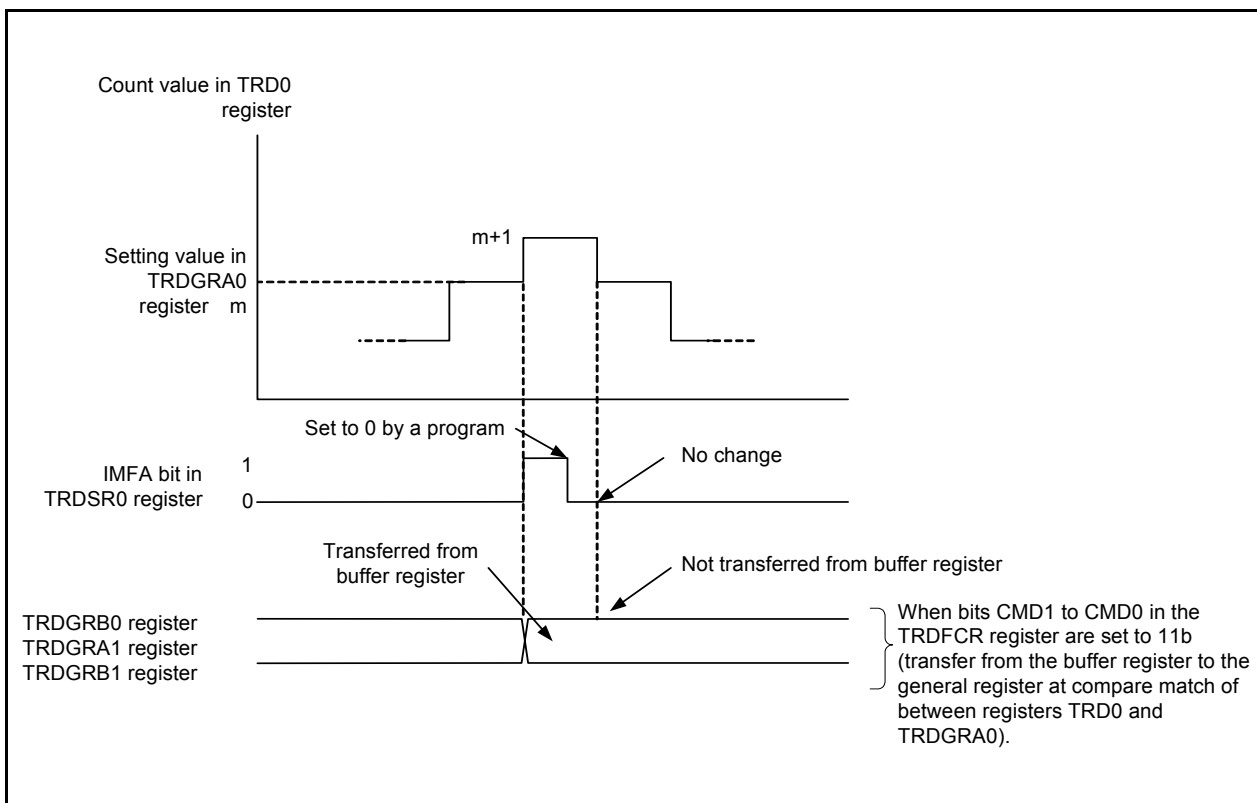 Count value in TRD0
register
m+1
Setting value in
TRDGRA0
register m
Set to 0 by a program
No change
IMFA bit in
TRDSR0 register
1
0
Transferred from
buffer register
Not transferred from buffer register
TRDGRB0 register
TRDGRA1 register
TRDGRB1 register
When bits CMD1 to CMD0 in the
TRDFCR register are set to 11b
(transfer from the buffer register to the
general register at compare match of
between registers TRD0 and
TRDGRA0).